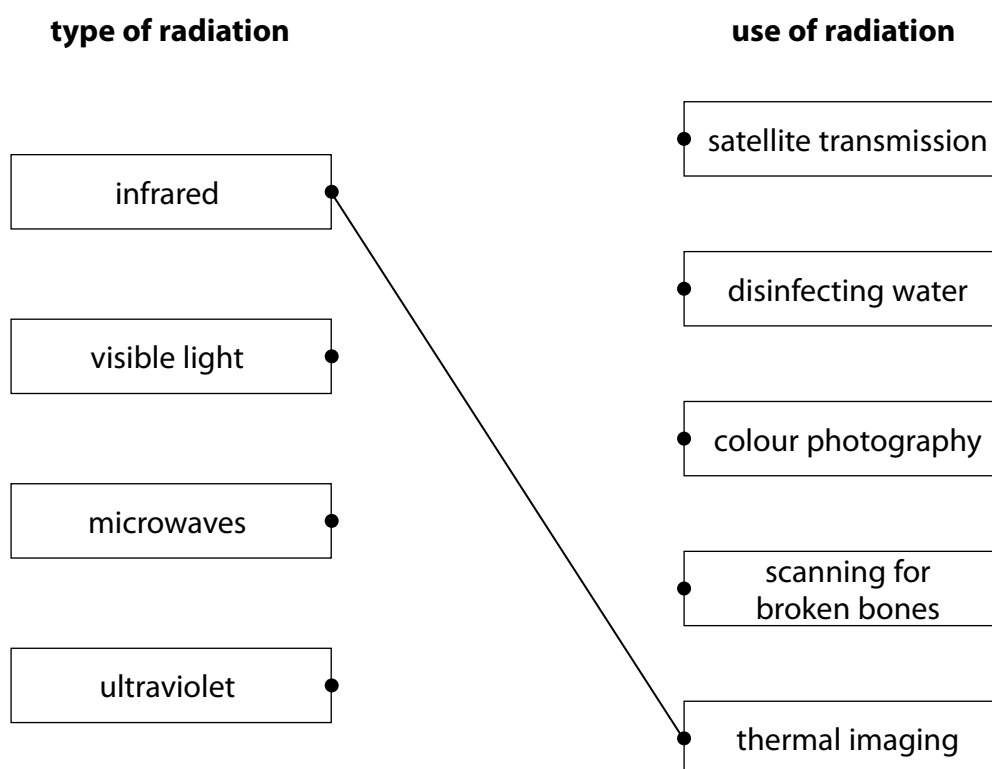 type of radiation
use of radiation
infrared
visible light
microwaves
ultraviolet
satellite transmission
disinfecting water
colour photography
scanning for
broken bones
thermal imaging